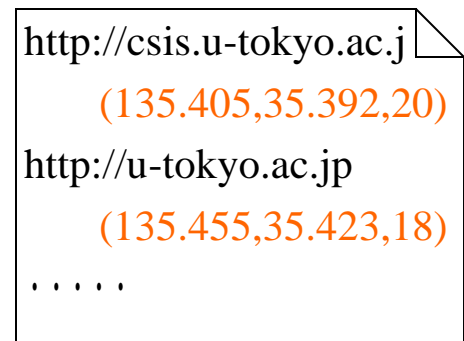 http://csis.u-tokyo.ac.j
(135.405,35.392,20)
http://u-tokyo.ac.jp
(135.455,35.423,18)
・・・・・